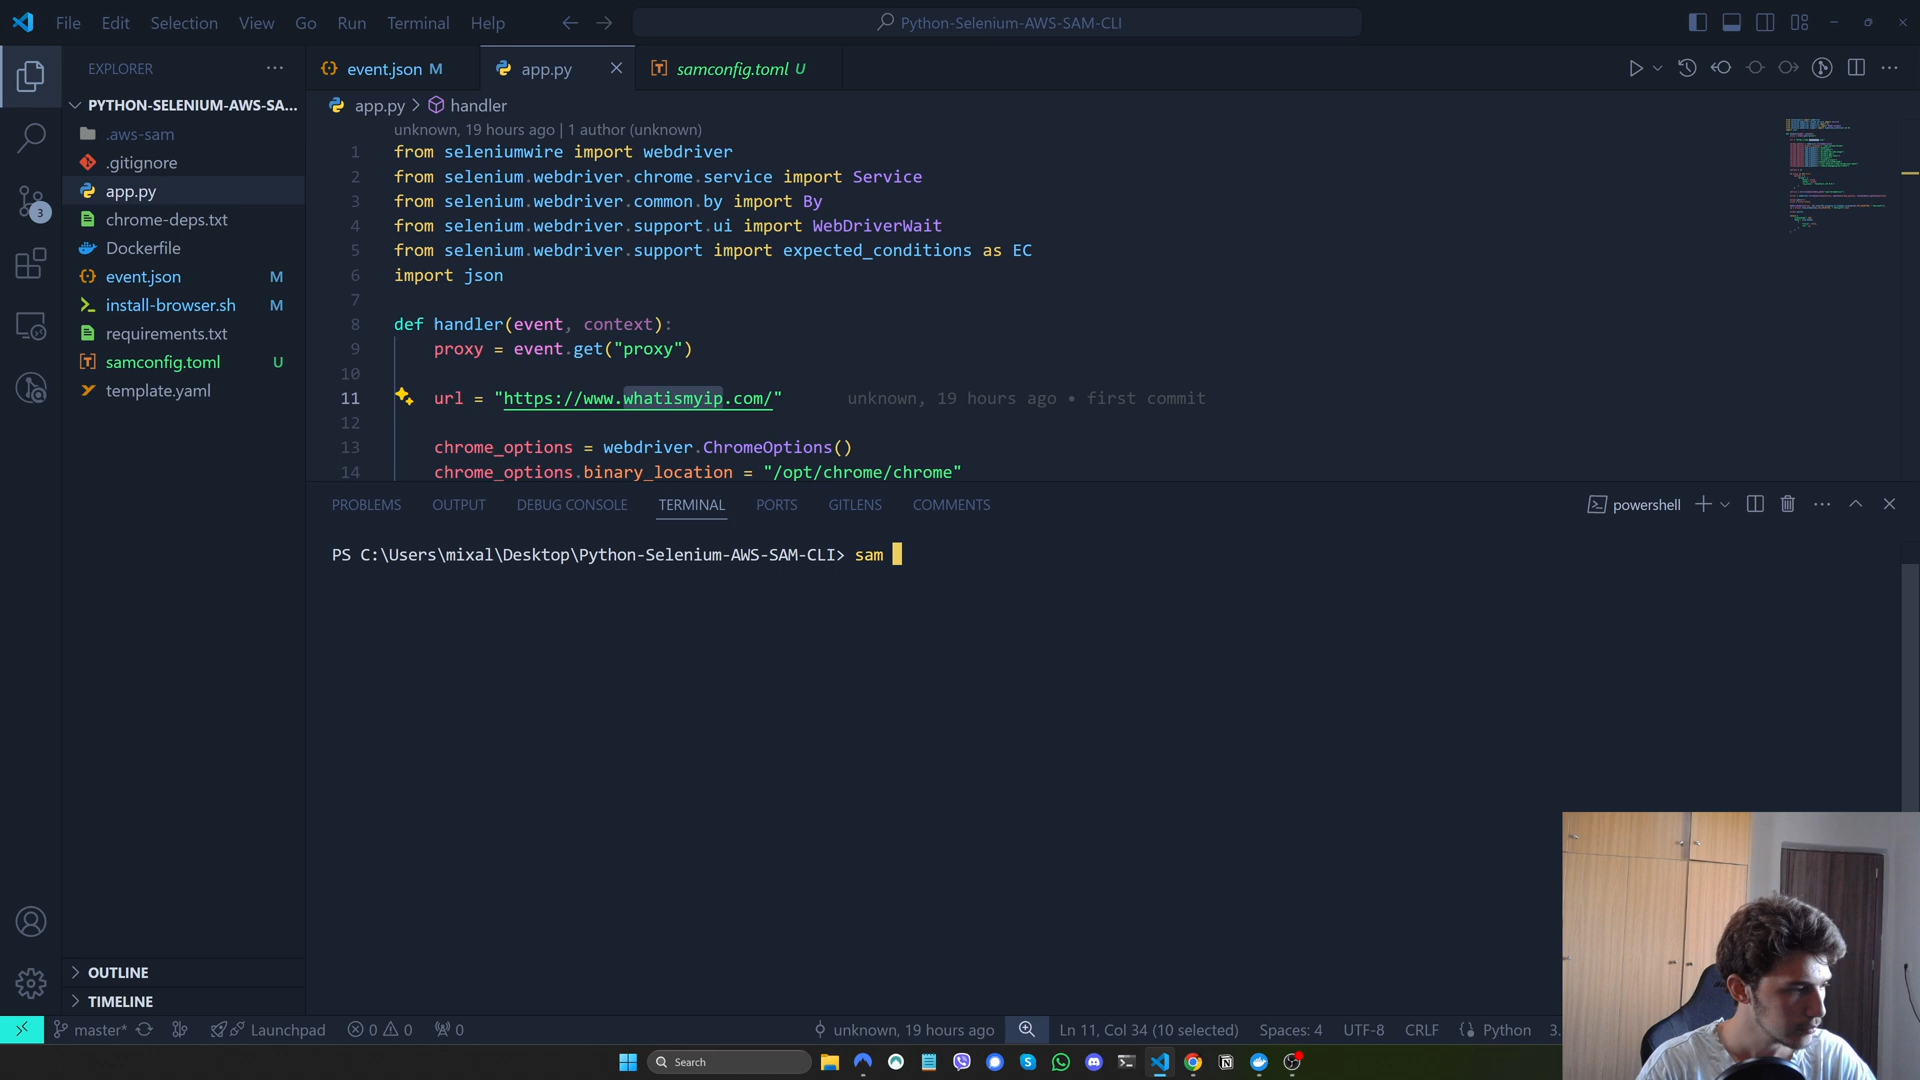 File Edit Selection View Go Run Terminal Help
Python-Selenium-AWS-SAM-CLI
EXPLORER
PYTHON-SELENIUM-AWS-SA...
.aws-sam
.gitignore
app.py
chrome-deps.txt
Dockerfile
event.json M
install-browser.sh M
requirements.txt
samconfig.toml U
template.yaml
3
OUTLINE
TIMELINE
event.json M
app.py
samconfig.toml U
app.py > handler
unknown, 19 hours ago | 1 author (unknown)
1 from seleniumwire import webdriver
2 from selenium.webdriver.chrome.service import Service
3 from selenium.webdriver.common.by import By
4 from selenium.webdriver.support.ui import WebDriverWait
5 from selenium.webdriver.support import expected_conditions as EC
6 import json
7
8 def handler(event, context):
9 proxy = event.get("proxy")
10
11 url = "https://www.whatismyip.com/" unknown, 19 hours ago • first commit
12
13 chrome_options = webdriver.ChromeOptions()
14 chrome_options.binary_location = "/opt/chrome/chrome"
PROBLEMS OUTPUT DEBUG CONSOLE TERMINAL PORTS GITLENS COMMENTS
powershell
PS C:\Users\mixal\Desktop\Python-Selenium-AWS-SAM-CLI> sam
master* Launchpad 0 0 0
unknown, 19 hours ago Ln 11, Col 34 (10 selected) Spaces: 4 UTF-8 CRLF Python 3.
Search